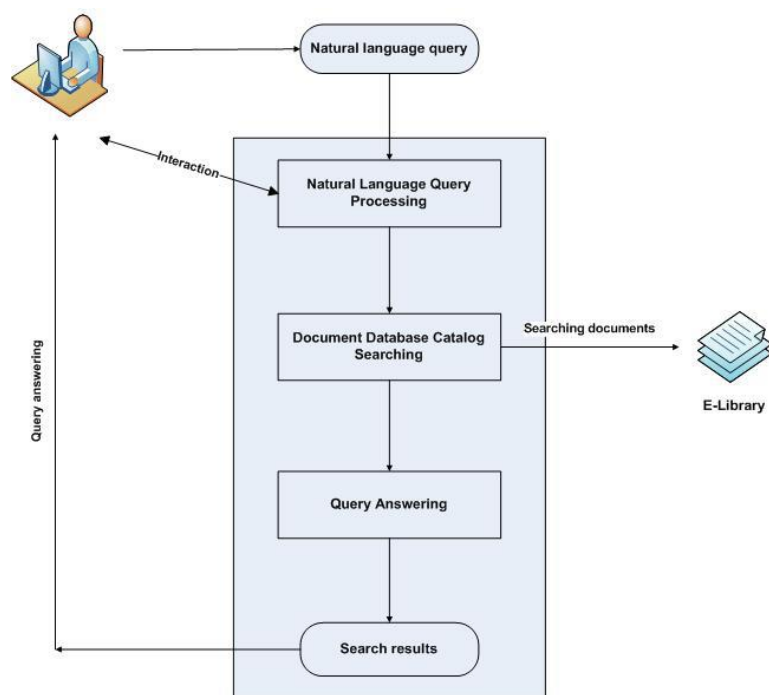 Natural language query
Interaction
Natural Language Query
Processing
Document Database Catalog
Searching
Searching documents
E-Library
Query answering
Query Answering
Search results